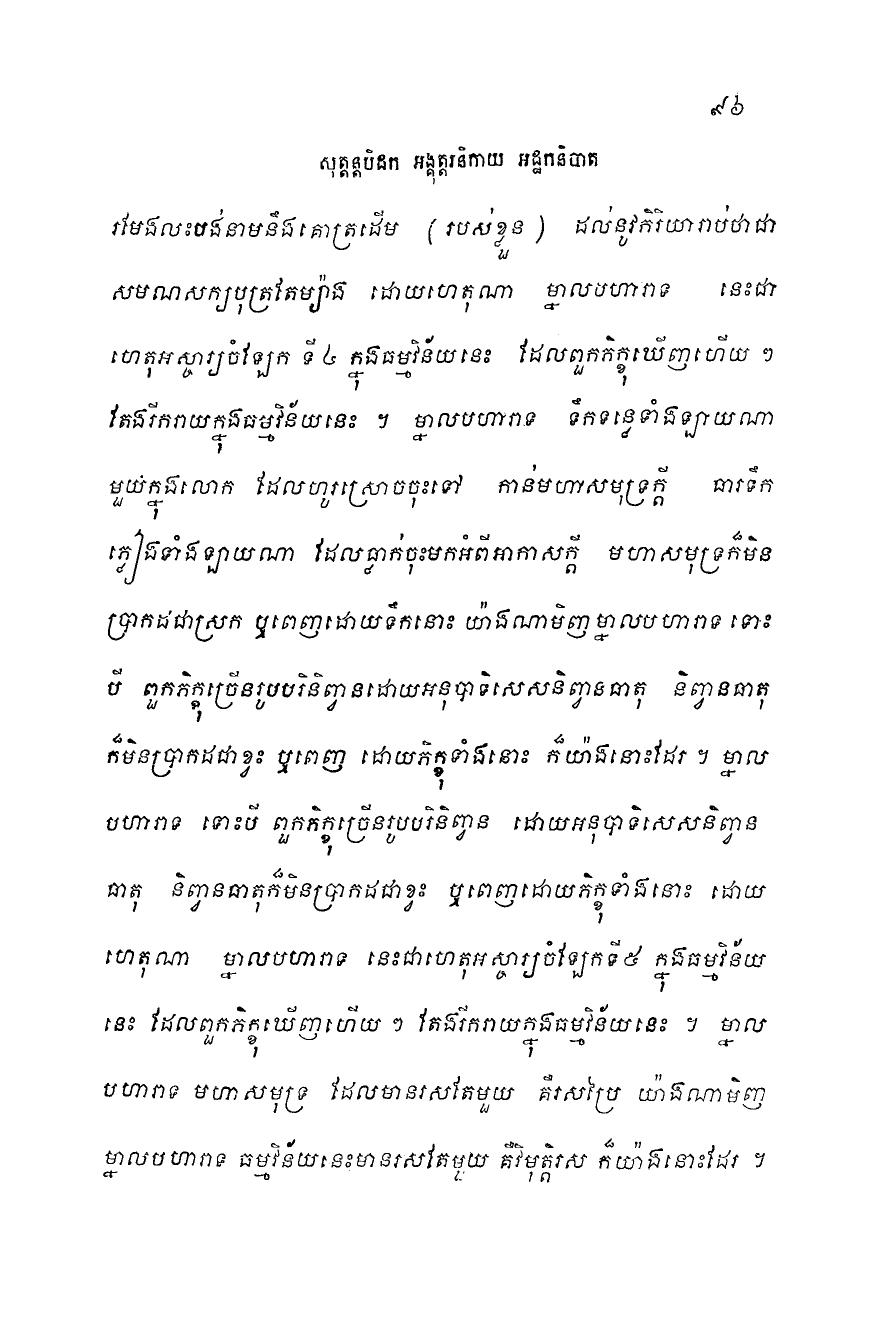 ៩៦
សុត្តន្តបិដក អង្គុត្តរនិកាយ អដ្ឋកនិបាត
រមែងលះបង់នាមនឹងគោត្រដើម (របស់ខ្លួន) ដល់នូវកិរិយារាប់ថាជា
សមណសក្យបុត្រតែម្យ៉ាង ដោយហេតុណា ម្នាលបហារាទ នេះជា
ហេតុអស្ចារ្យចំឡែក ទី៤ ក្នុងធម្មវិន័យនេះ ដែលពួកភិក្ខុឃើញហើយ ៗ
តែងរីករាយក្នុងធម្មវិន័យនេះ ។ ម្នាលបហារាទ ទឹកទន្លេទាំងឡាយណា
មួយក្នុងលោក ដែលហូរស្រោចចុះទៅ កាន់មហាសមុទ្រក្តី ធារទឹក
ភ្លៀងទាំងឡាយណា ដែលធ្លាក់ចុះមកអំពីអាកាសក្តី មហាសមុទ្រក៏មិន
ប្រាកដជាស្រក ឬពេញដោយទឹកនោះ យ៉ាងណាមិញ ម្នាលបហារាទ ទោះ
បី ពួកភិក្ខុច្រើនរូបបរិនិព្វានដោយអនុបាទិសេសនិព្វានធាតុ និព្វានធាតុ
ក៏មិនប្រាកដជាខ្វះ ឬពេញ ដោយភិក្ខុទាំងនោះ ក៏យ៉ាងនោះដែរ ។ ម្នាល
បហារាទ ទោះបី ពួកភិក្ខុច្រើនរូបបរិនិព្វាន ដោយអនុបាទិសេសនិព្វាន
ធាតុ និព្វានធាតុក៏មិនប្រាកដជាខ្វះ ឬពេញដោយភិក្ខុទាំងនោះ ដោយ
ហេតុណា ម្នាលបហារាទ នេះជាហេតុអស្ចារ្យចំឡែកទី៥ ក្នុងធម្មវិន័យ
នេះ ដែលពួកភិក្ខុឃើញហើយ ៗ តែងរីករាយក្នុងធម្មវិន័យនេះ ។ ម្នាល
បហារាទ មហាសមុទ្រ ដែលមានរសតែមួយ គឺរសប្រៃ យ៉ាងណាមិញ
ម្នាលបហារាទ ធម្មវិន័យនេះមានរសតែមួយ គឺវិមុត្តិរស ក៏យ៉ាងនោះដែរ ។